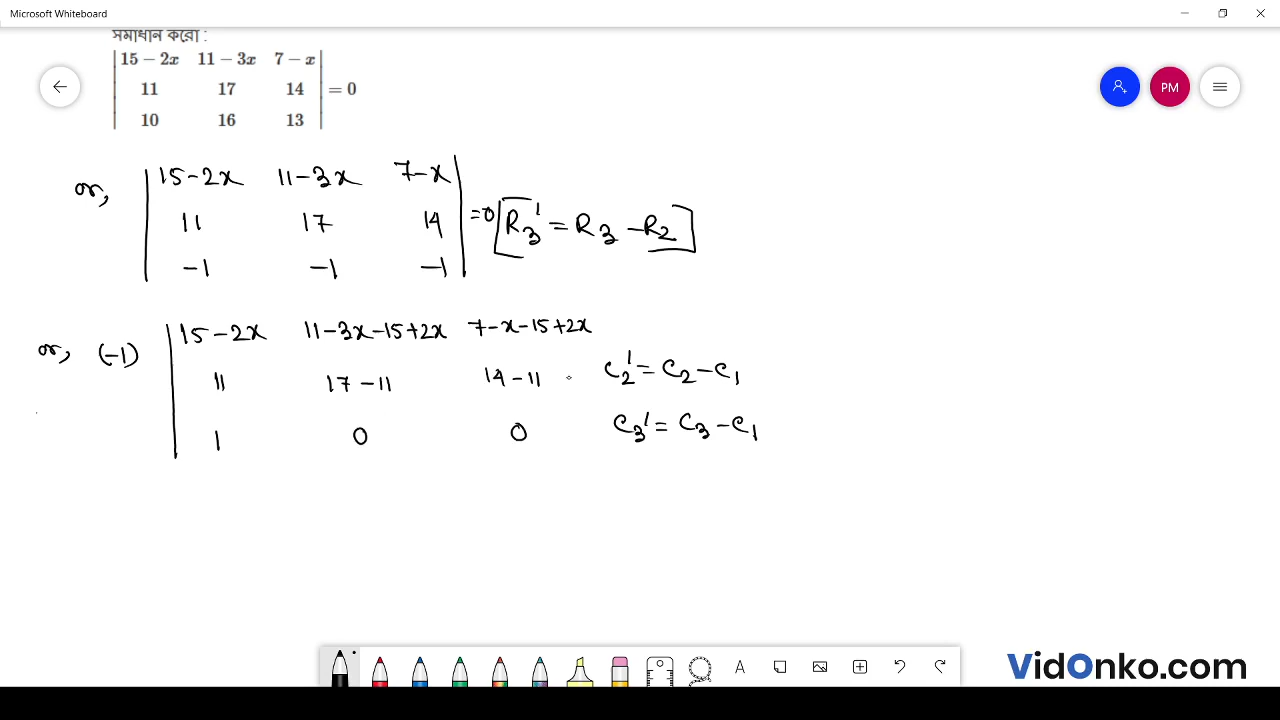 Microsoft Whiteboard
সমাধান করো :
| 15 − 2x 11 − 3x 7 − x |
| 11 17 14 | = 0
| 10 16 13 |
PM
or, | 15-2x 11-3x 7-x |
| 11 17 14 | =0 [R₃' = R₃ - R₂]
| -1 -1 -1 |
or, (-1) | 15-2x 11-3x-15+2x 7-x-15+2x
| 11 17-11 14-11 C₂' = C₂ - C₁
| 1 0 0 C₃' = C₃ - C₁
A
VidOnko.com